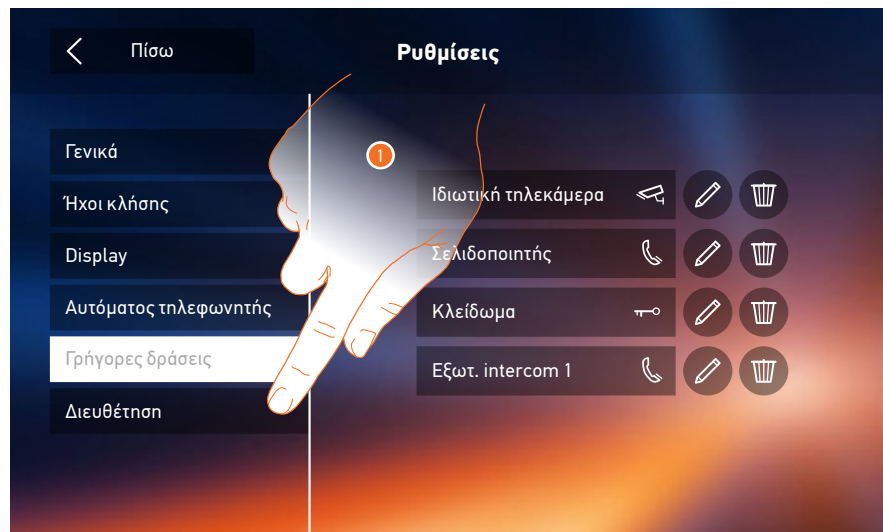 Πίσω
Ρυθμίσεις
Γενικά
Ήχοι κλήσης
Display
Αυτόματος τηλεφωνητής
Γρήγορες δράσεις
Διευθέτηση
1
Ιδιωτική τηλεκάμερα
Σελιδοποιητής
Κλείδωμα
Εξωτ. intercom 1